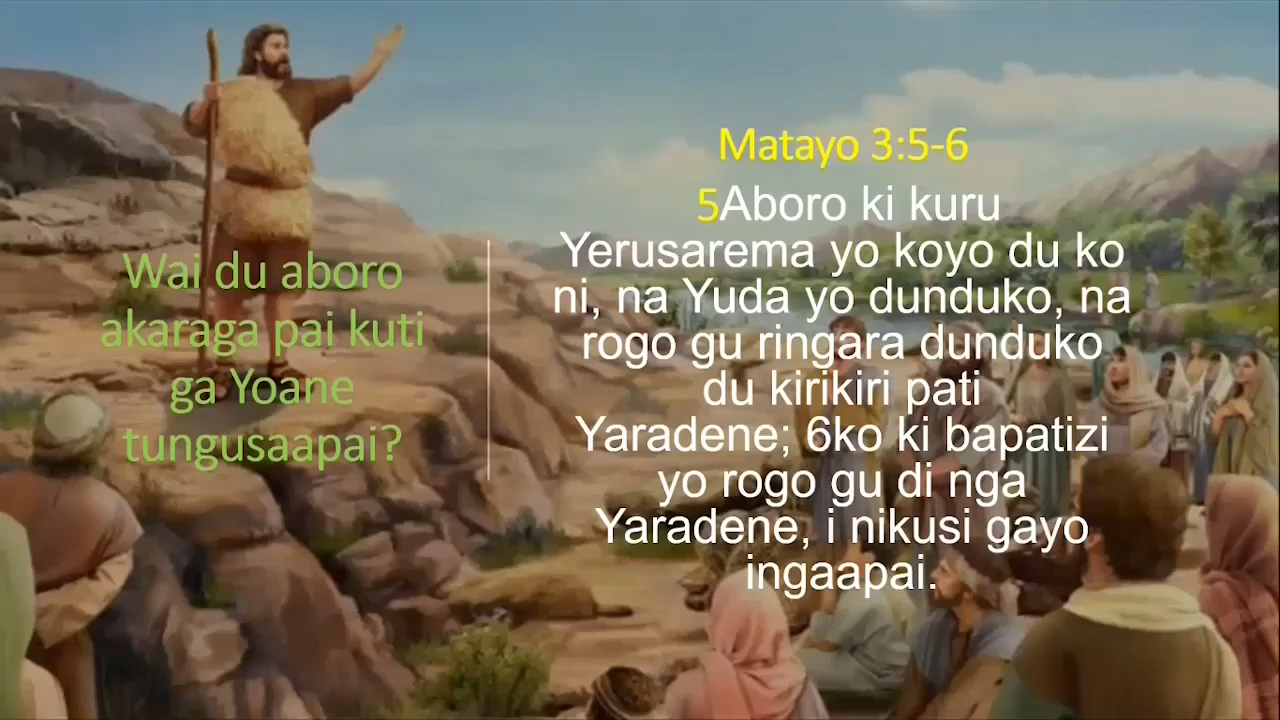 Wai du aboro
akaraga pai kuti
ga Yoane
tungusaapai?
Matayo 3:5-6
5Aboro ki kuru
Yerusarema yo koyo du ko
ni, na Yuda yo dunduko, na
rogo gu ringara dunduko
du kirikiri pati
Yaradene; 6ko ki bapatizi
yo rogo gu di nga
Yaradene, i nikusi gayo
ingaapai.